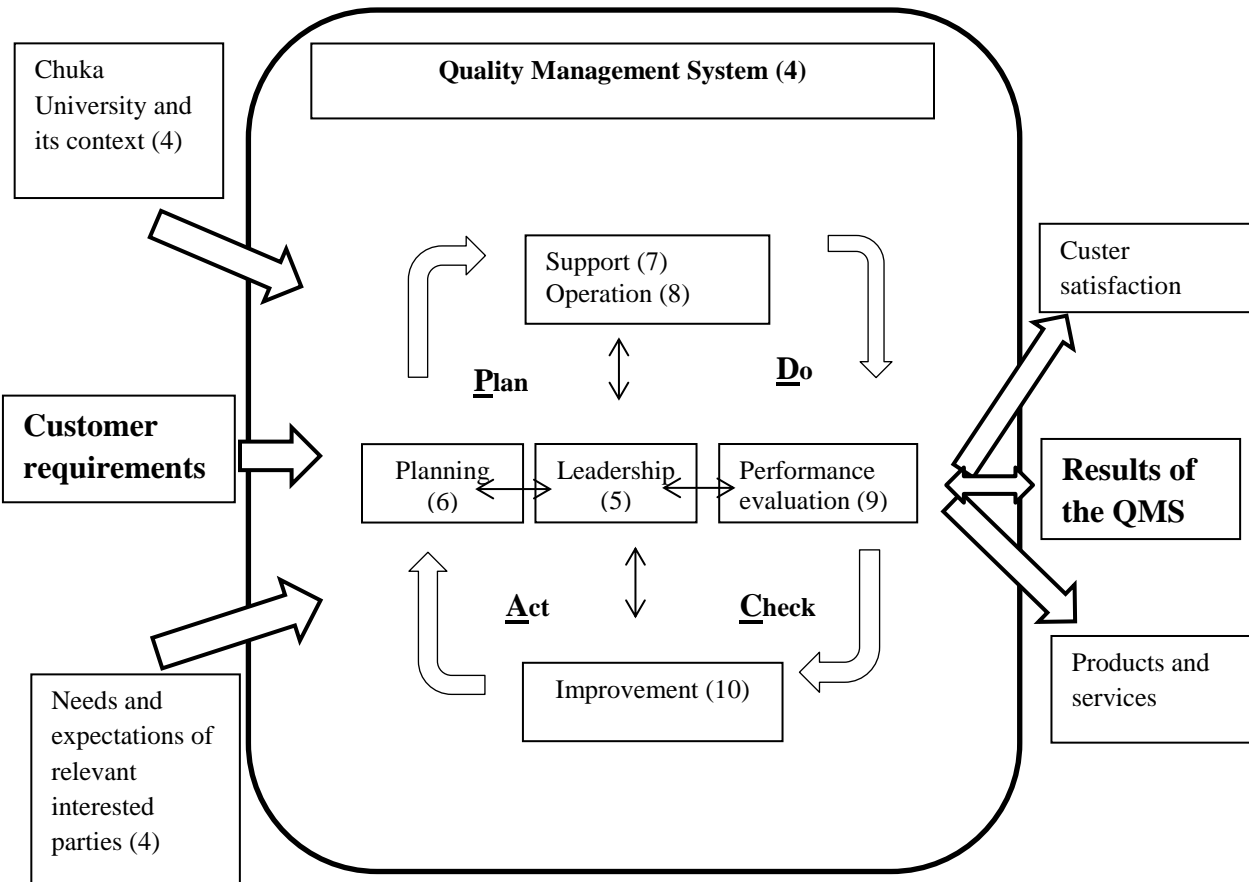 Chuka
University and
its context (4)
Quality Management System (4)
Support (7)
Operation (8)
Custer
satisfaction
Plan
Do
Customer
requirements
Planning
(6)
Leadership
(5)
Performance
evaluation (9)
Results of
the QMS
Act
Check
Improvement (10)
Products and
services
Needs and
expectations of
relevant
interested
parties (4)